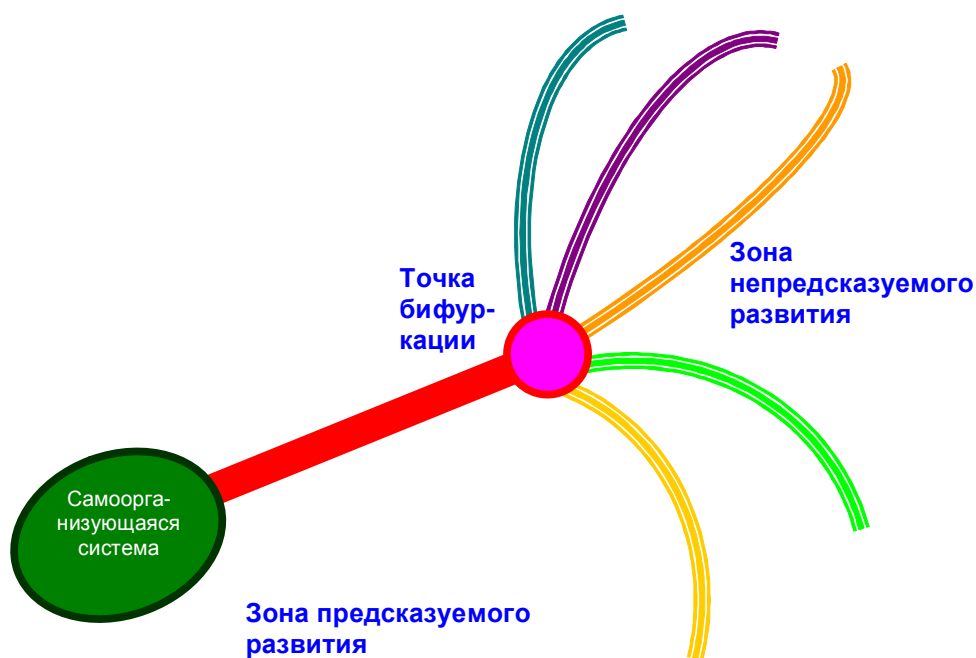 Точка
бифур-
кации
Зона
непредсказуемого
развития
Самоорга-
низующаяся
система
Зона предсказуемого
развития